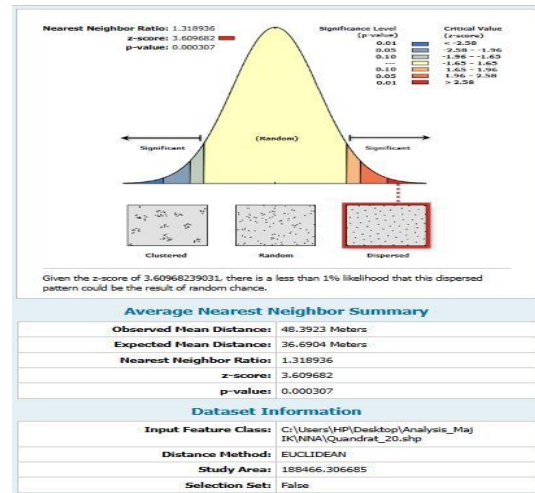 Nearest Neighbor Ratio: 1.318936
z-score: 3.609682
p-value: 0.000307
Significance Level
(p-value)
Critical Value
(z-score)
0.01 < -2.58
0.05 -2.58 - -1.96
0.10 -1.96 - -1.65
--- -1.65 - 1.65
0.10 1.65 - 1.96
0.05 1.96 - 2.58
0.01 > 2.58
Significant
(Random)
Significant
Clustered
Random
Dispersed
Given the z-score of 3.60968239031, there is a less than 1% likelihood that this dispersed
pattern could be the result of random chance.
Average Nearest Neighbor Summary
Observed Mean Distance: 48.3923 Meters
Expected Mean Distance: 36.6904 Meters
Nearest Neighbor Ratio: 1.318936
z-score: 3.609682
p-value: 0.000307
Dataset Information
Input Feature Class: C:\Users\HP\Desktop\Analysis_Maj
IK\NNA\Quandrat_20.shp
Distance Method: EUCLIDEAN
Study Area: 188466.306685
Selection Set: False